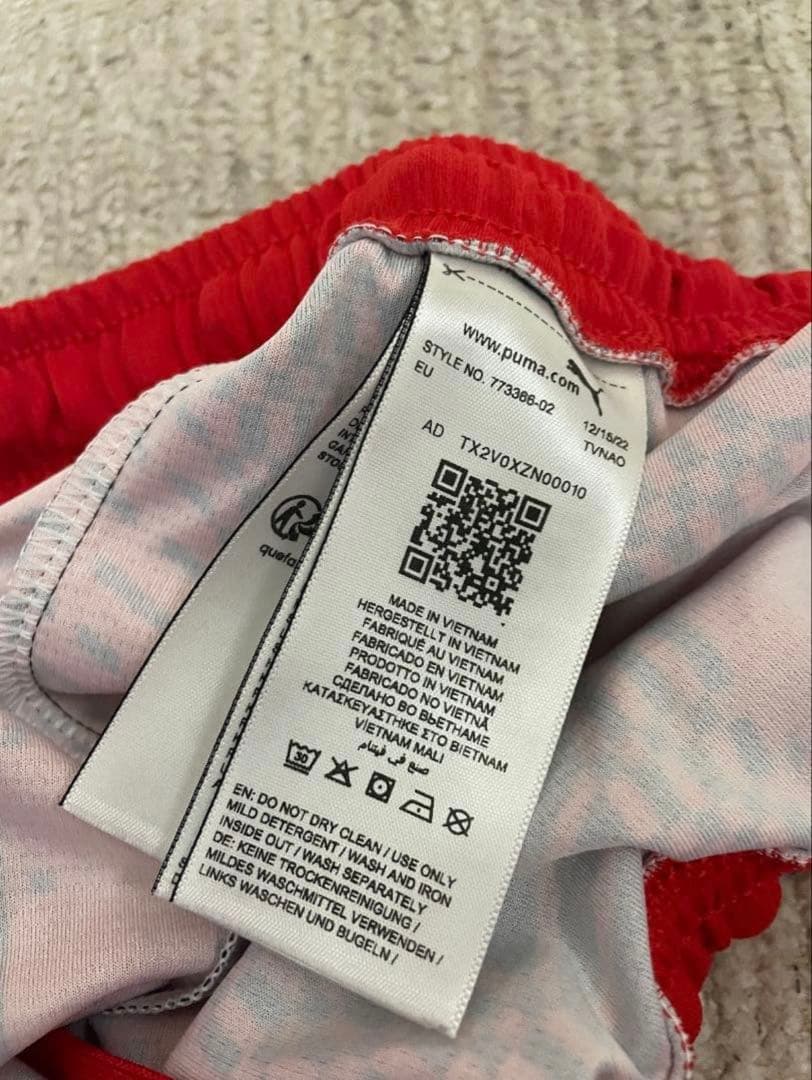 www.puma.com
STYLE NO. 773366-02
EU
12/15/22
TVNAO
AD TX2V0XZN00010
MADE IN VIETNAM
HERGESTELLT IN VIETNAM
FABRIQUÉ AU VIETNAM
FABRICADO EN VIETNAM
PRODOTTO IN VIETNAM
FABRICADO NO VIETNÃ
СДЕЛАНО ВО ВЬЕТНАМЕ
ΚΑΤΑΣΚΕΥΑΣΤΗΚΕ ΣΤΟ ΒΙΕΤΝΑΜ
VIETNAM MALI
صنع في فيتنام
30
EN: DO NOT DRY CLEAN / USE ONLY
MILD DETERGENT / WASH AND IRON
INSIDE OUT / WASH SEPARATELY
DE: KEINE TROCKENREINIGUNG /
MILDES WASCHMITTEL VERWENDEN /
LINKS WASCHEN UND BUGELN /